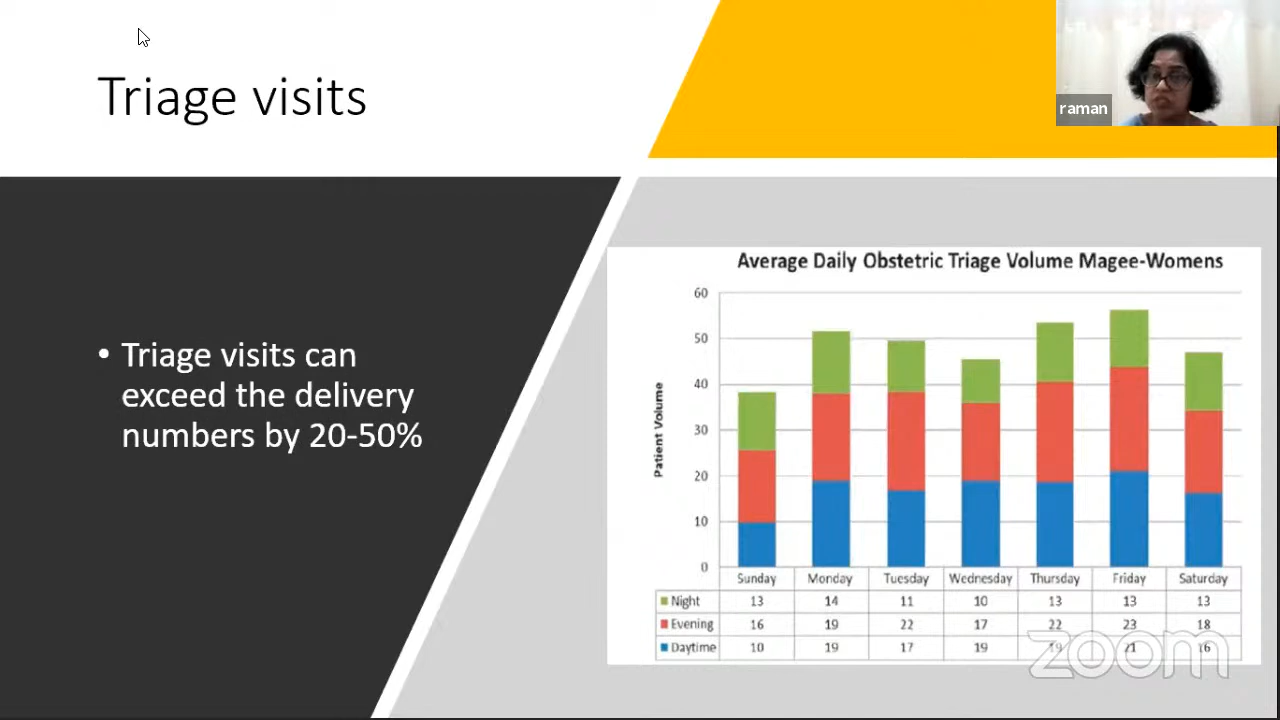 Triage visits
raman
• Triage visits can
exceed the delivery
numbers by 20-50%
Average Daily Obstetric Triage Volume Magee-Womens
Patient Volume
60
50
40
30
20
10
0
Sunday Monday Tuesday Wednesday Thursday Friday Saturday
Night 13 14 11 10 13 13 13
Evening 16 19 22 17 22 23 18
Daytime 10 19 17 19 19 21 16
zoom